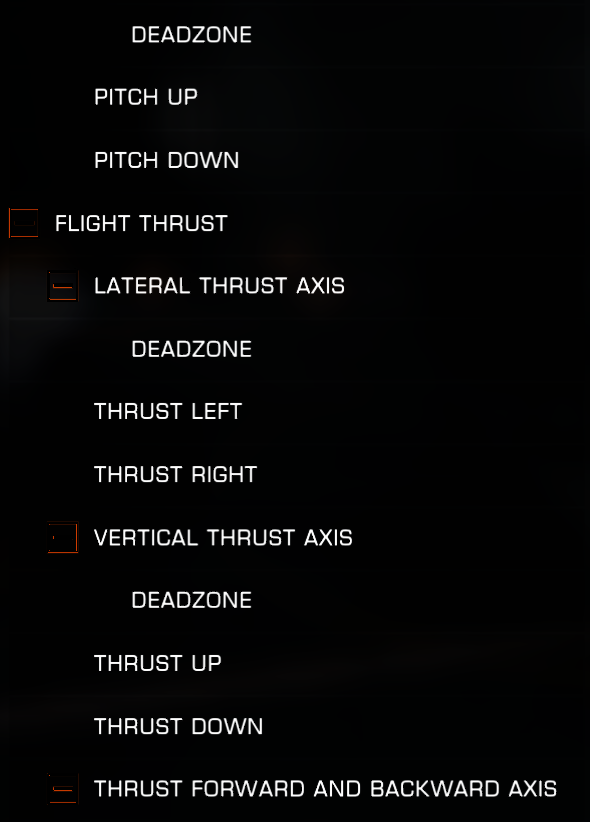 DEADZONE
PITCH UP
PITCH DOWN
FLIGHT THRUST
LATERAL THRUST AXIS
DEADZONE
THRUST LEFT
THRUST RIGHT
VERTICAL THRUST AXIS
DEADZONE
THRUST UP
THRUST DOWN
THRUST FORWARD AND BACKWARD AXIS